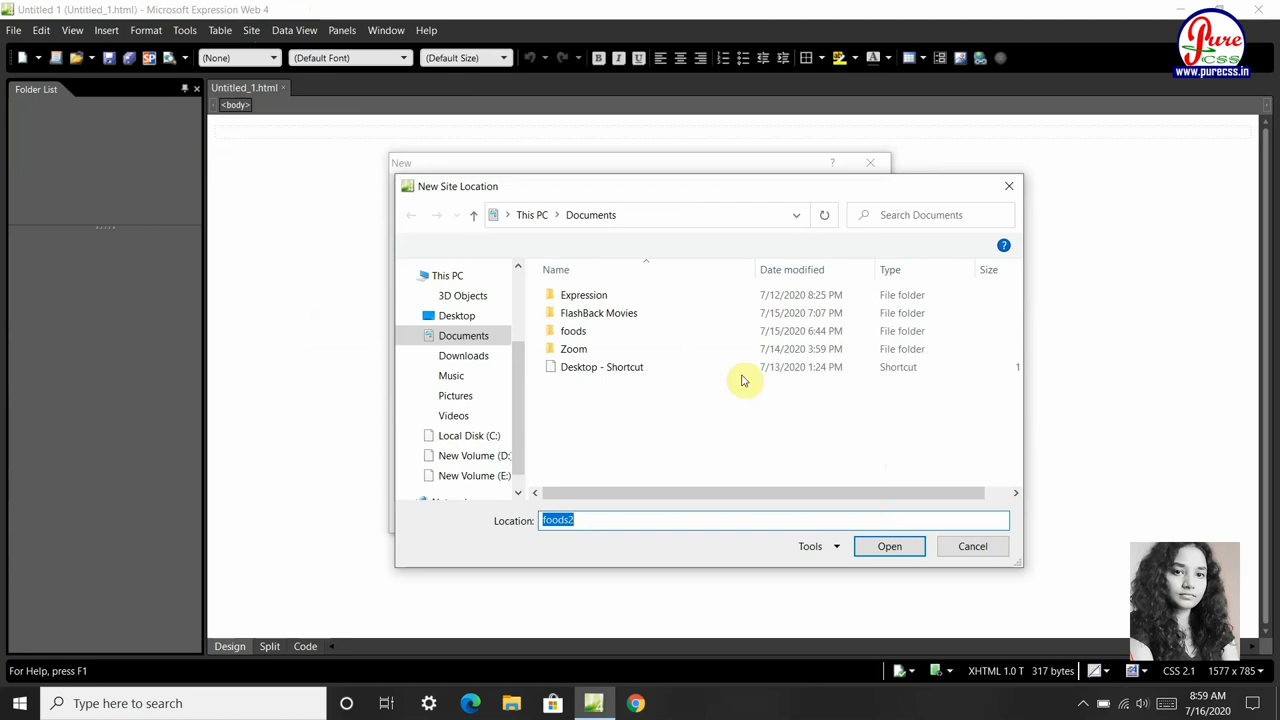 Untitled 1 (Untitled_1.html) - Microsoft Expression Web 4
File Edit View Insert Format Tools Table Site Data View Panels Window Help
(None) (Default Font) (Default Size) B I U A
Pure
CSS
www.purecss.in
Folder List
Untitled_1.html
<body>
New ?
New Site Location
This PC > Documents
Search Documents
Name Date modified Type Size
This PC
3D Objects
Desktop
Documents
Downloads
Music
Pictures
Videos
Local Disk (C:)
New Volume (D:
New Volume (E:)
Expression 7/12/2020 8:25 PM File folder
FlashBack Movies 7/15/2020 7:07 PM File folder
foods 7/15/2020 6:44 PM File folder
Zoom 7/14/2020 3:59 PM File folder
Desktop - Shortcut 7/13/2020 1:24 PM Shortcut 1
Location: foods2
Tools Open Cancel
Design Split Code
For Help, press F1
XHTML 1.0 T 317 bytes CSS 2.1 1577 x 785
Type here to search
8:59 AM
7/16/2020